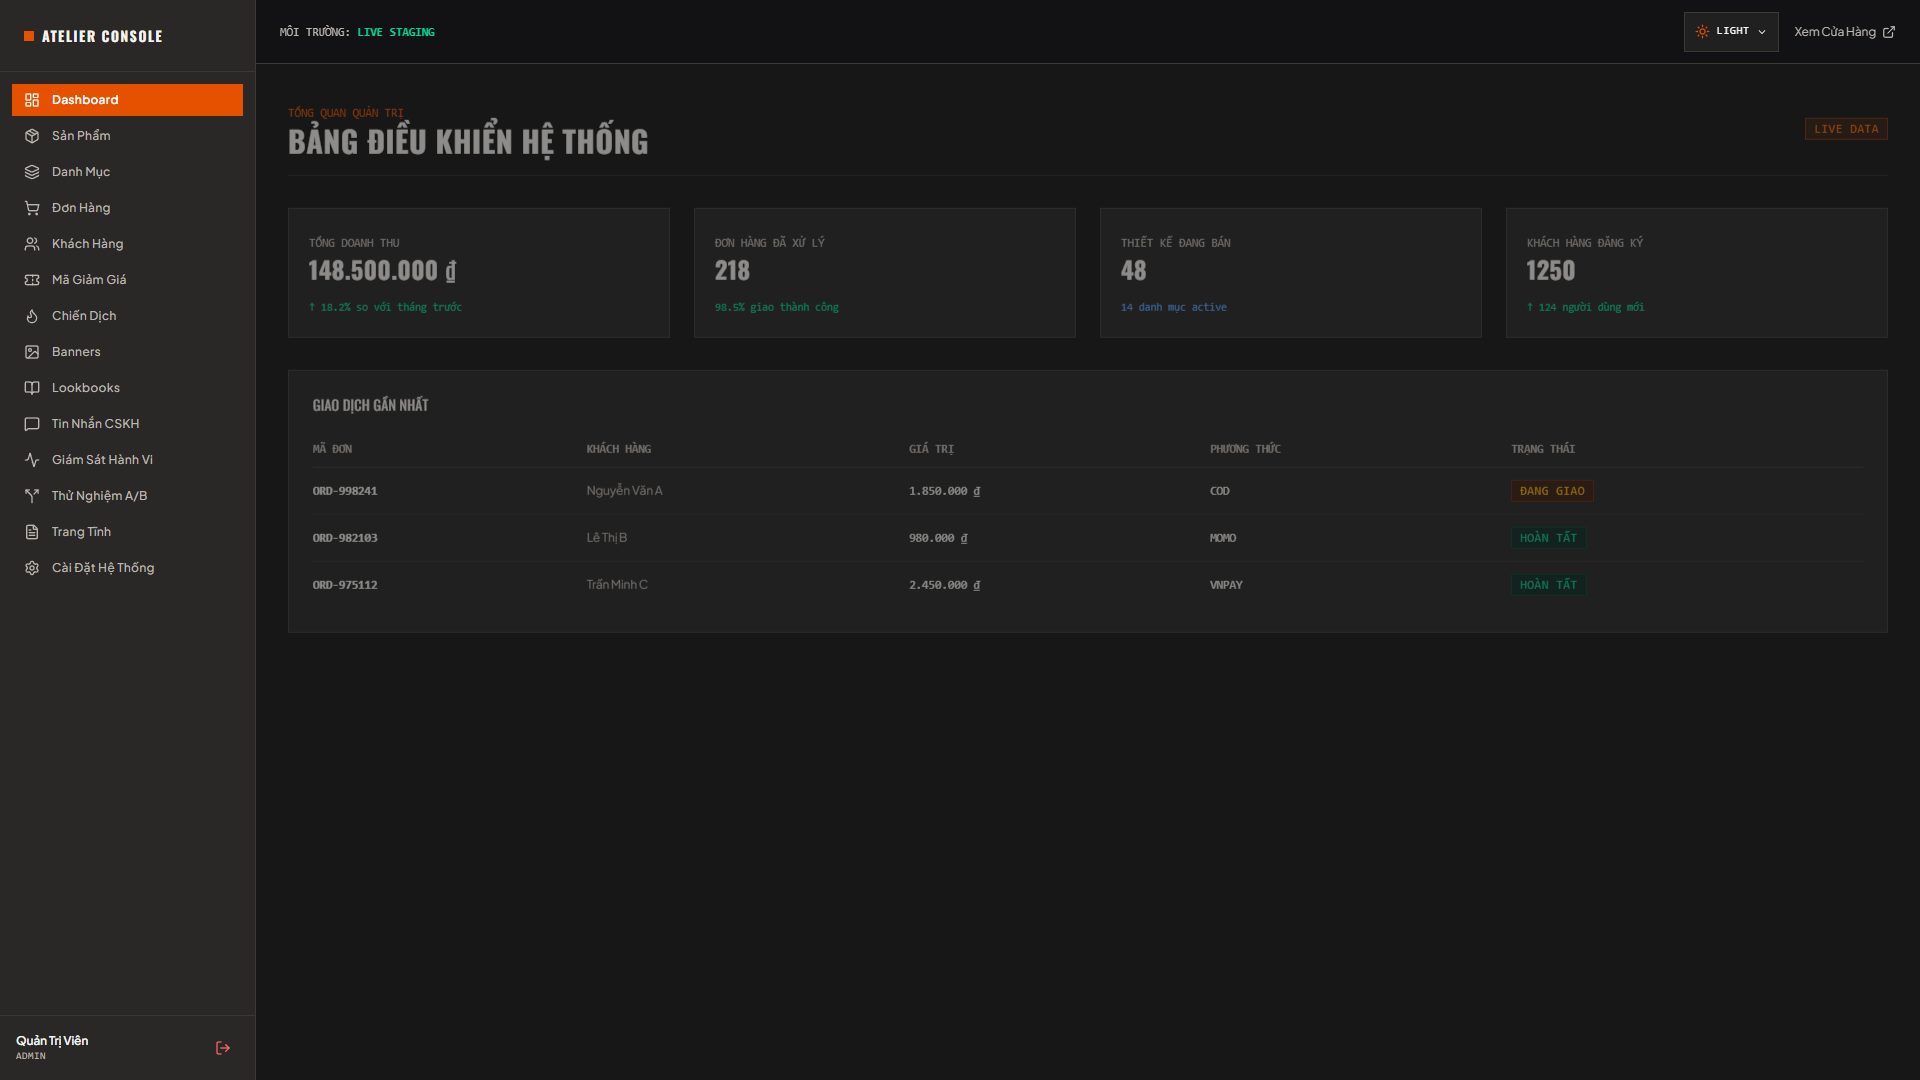 ATELIER CONSOLE
MÔI TRƯỜNG: LIVE STAGING
LIGHT
Xem Cửa Hàng
Dashboard
Sản Phẩm
Danh Mục
Đơn Hàng
Khách Hàng
Mã Giảm Giá
Chiến Dịch
Banners
Lookbooks
Tin Nhắn CSKH
Giám Sát Hành Vi
Thử Nghiệm A/B
Trang Tĩnh
Cài Đặt Hệ Thống
Quản Trị Viên
ADMIN
TỔNG QUAN QUẢN TRỊ
BẢNG ĐIỀU KHIỂN HỆ THỐNG
LIVE DATA
TỔNG DOANH THU
148.500.000 ₫
↑ 18.2% so với tháng trước
ĐƠN HÀNG ĐÃ XỬ LÝ
218
98.5% giao thành công
THIẾT KẾ ĐANG BÁN
48
14 danh mục active
KHÁCH HÀNG ĐĂNG KÝ
1250
↑ 124 người dùng mới
GIAO DỊCH GẦN NHẤT
MÃ ĐƠN KHÁCH HÀNG GIÁ TRỊ PHƯƠNG THỨC TRẠNG THÁI
ORD-998241 Nguyễn Văn A 1.850.000 ₫ COD ĐANG GIAO
ORD-982103 Lê Thị B 980.000 ₫ MOMO HOÀN TẤT
ORD-975112 Trần Minh C 2.450.000 ₫ VNPAY HOÀN TẤT